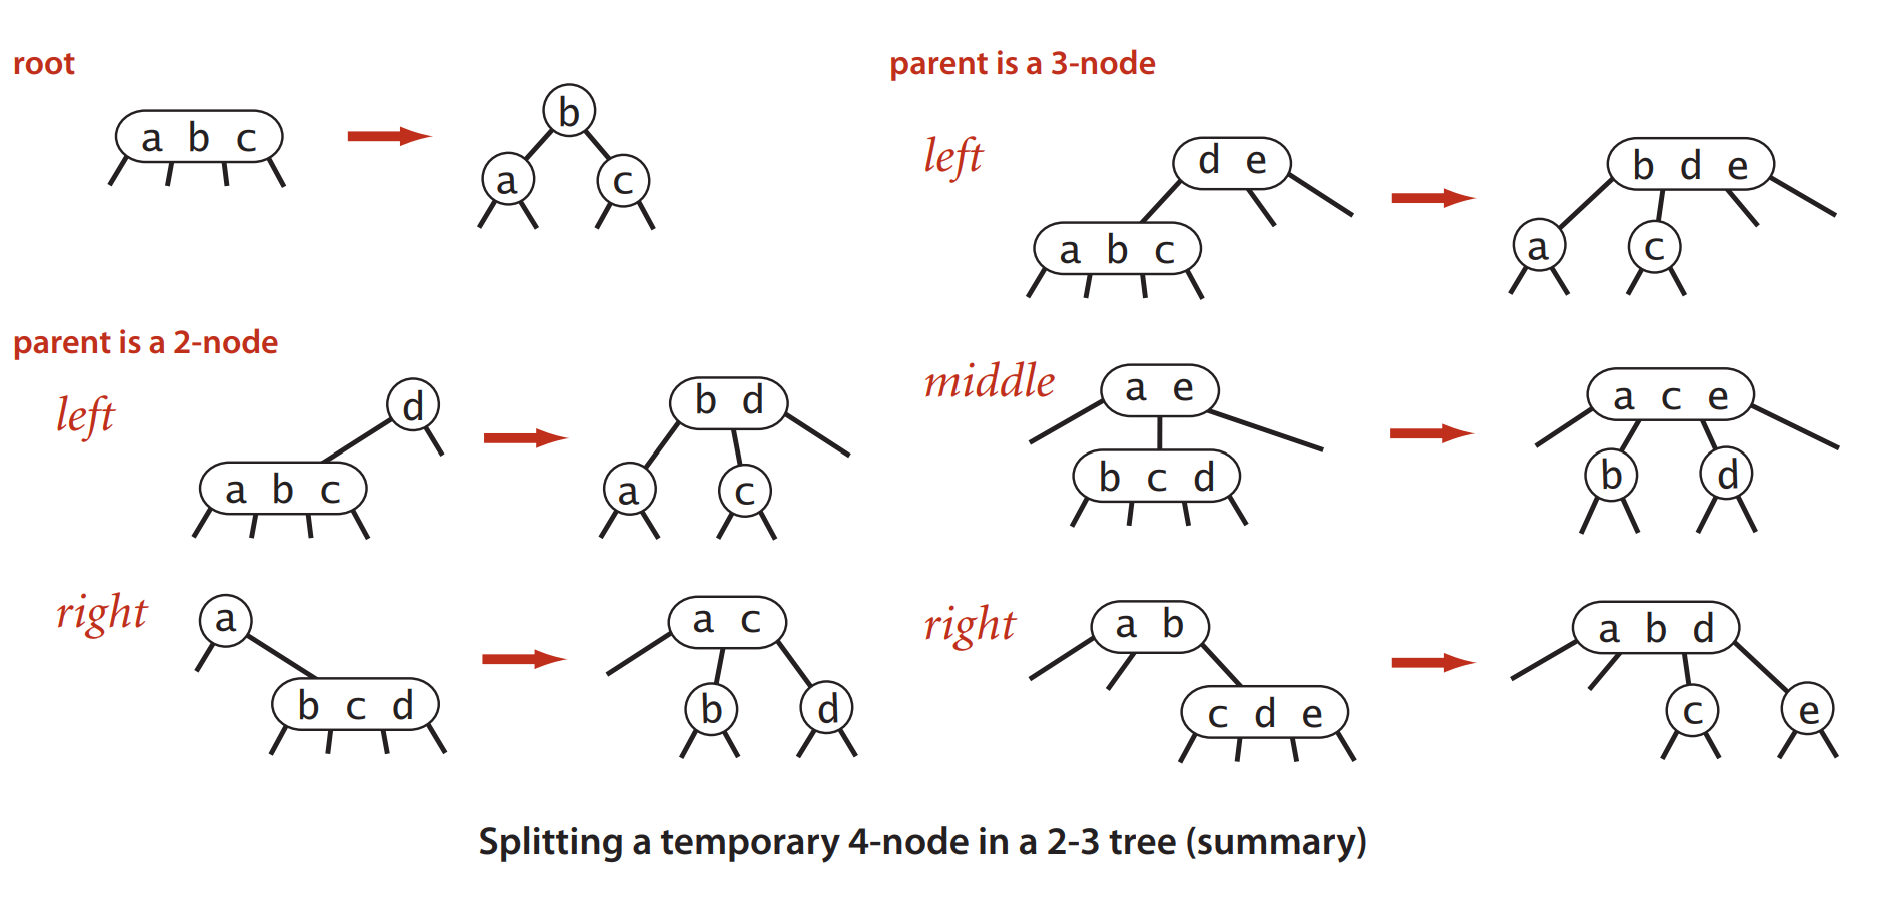 root
a b c
b
a c
parent is a 2-node
left
d
a b c
b d
a c
right
a
b c d
a c
b d
parent is a 3-node
left
d e
a b c
b d e
a c
middle
a e
b c d
a c e
b d
right
a b
c d e
a b d
c e
Splitting a temporary 4-node in a 2-3 tree (summary)